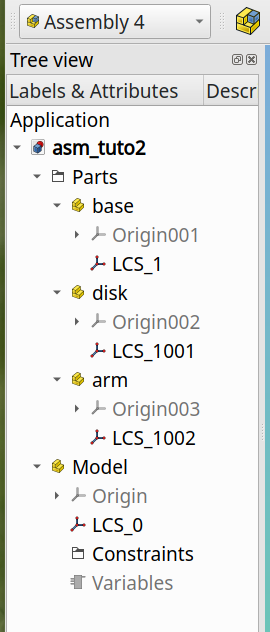 Assembly 4
Tree view
Labels & Attributes Descr
Application
asm_tuto2
Parts
base
Origin001
LCS_1
disk
Origin002
LCS_1001
arm
Origin003
LCS_1002
Model
Origin
LCS_0
Constraints
Variables